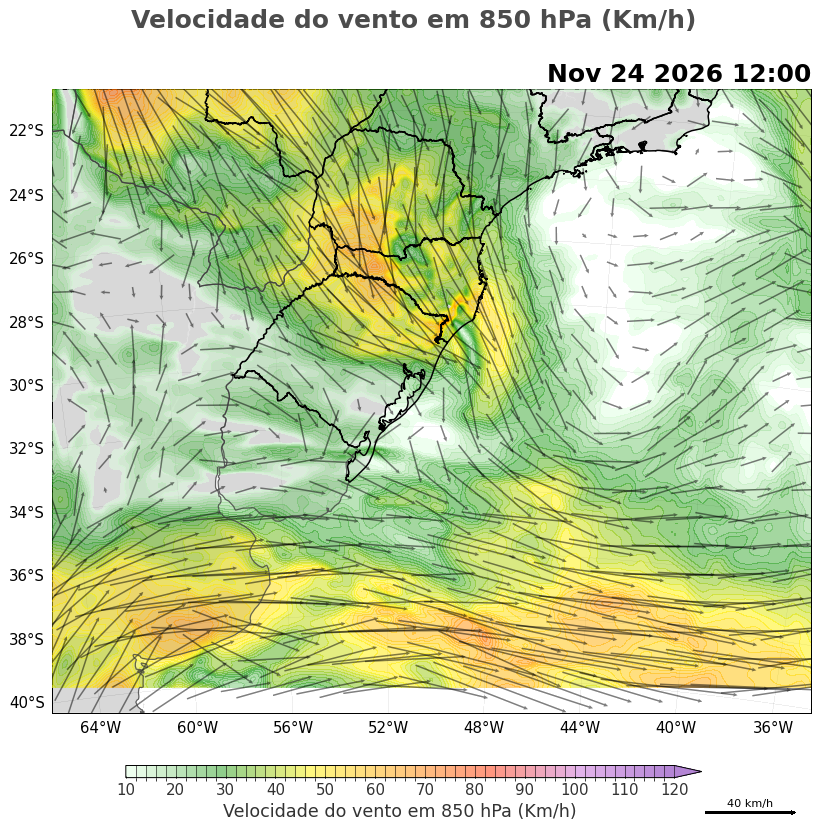 Velocidade do vento em 850 hPa (Km/h)
Nov 24 2026 12:00
22°S
24°S
26°S
28°S
30°S
32°S
34°S
36°S
38°S
40°S
64°W 60°W 56°W 52°W 48°W 44°W 40°W 36°W
10 20 30 40 50 60 70 80 90 100 110 120
Velocidade do vento em 850 hPa (Km/h)
40 km/h